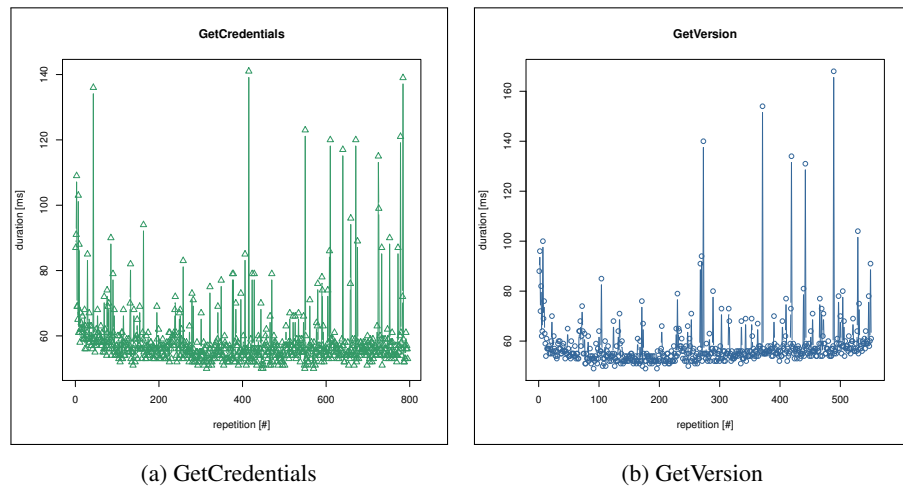 GetCredentials
duration [ms]
140
120
100
80
60
0
200
400
600
800
repetition [#]
(a) GetCredentials
GetVersion
duration [ms]
160
140
120
100
80
60
0
100
200
300
400
500
repetition [#]
(b) GetVersion